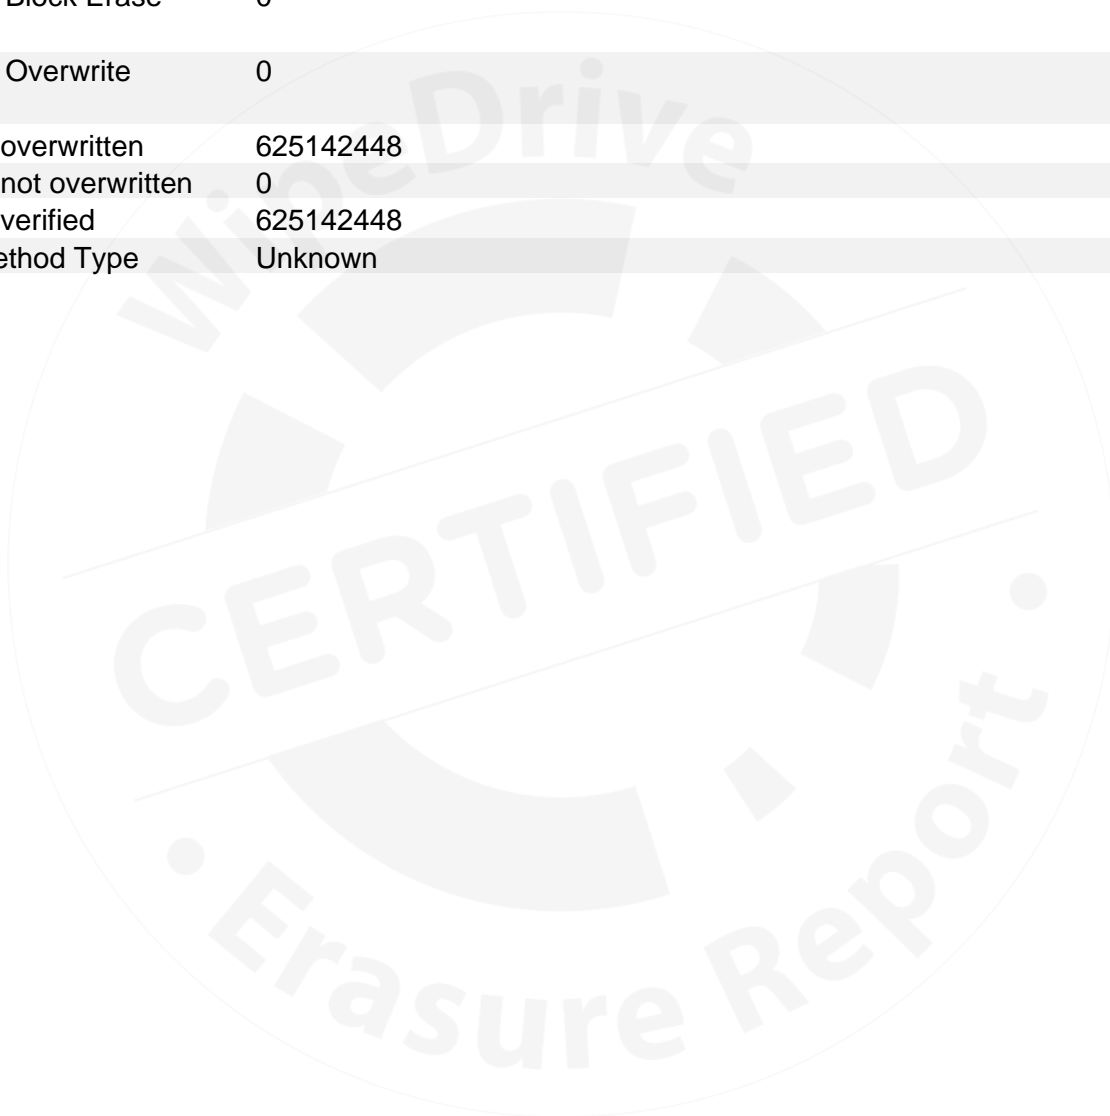 Block Erase 0
Overwrite 0
overwritten 625142448
not overwritten 0
verified 625142448
ethod Type Unknown
WipeDrive
CERTIFIED
• Erasure Report •